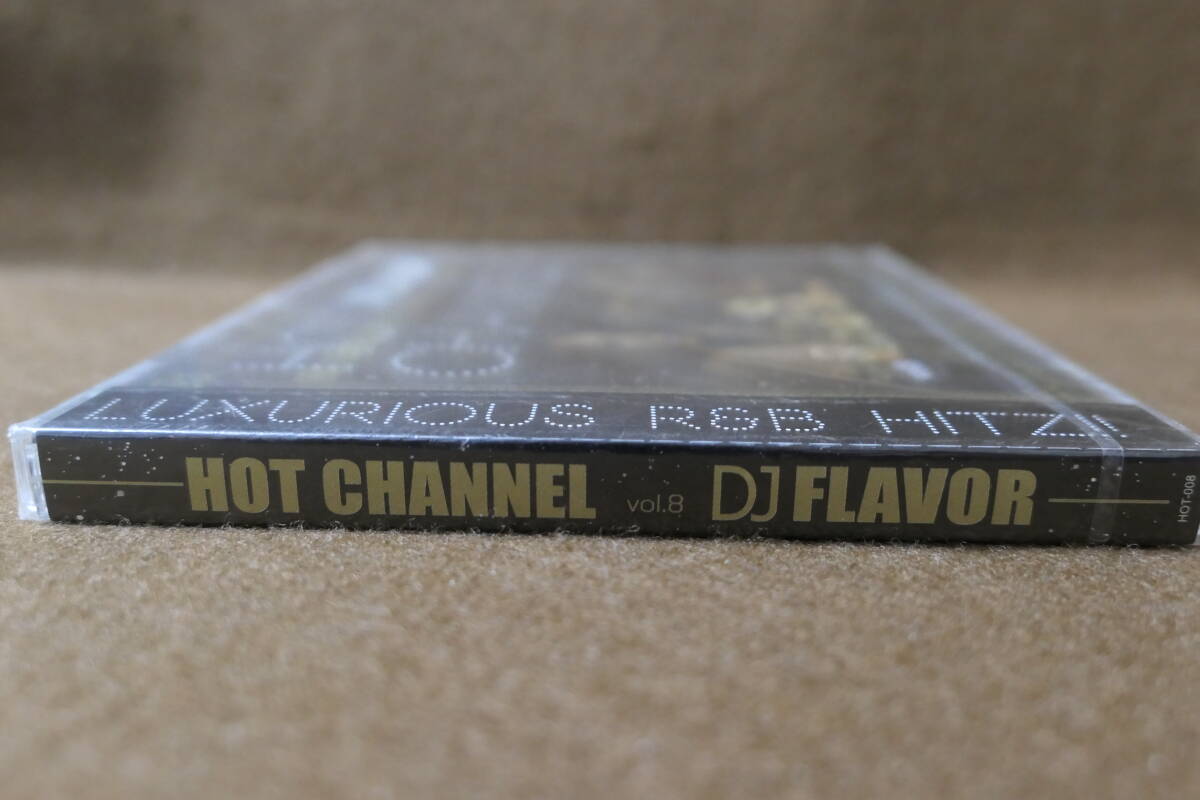 LUXURIOUS R&B HITZ!
HOT CHANNEL vol.8 DJ FLAVOR
HOT-008